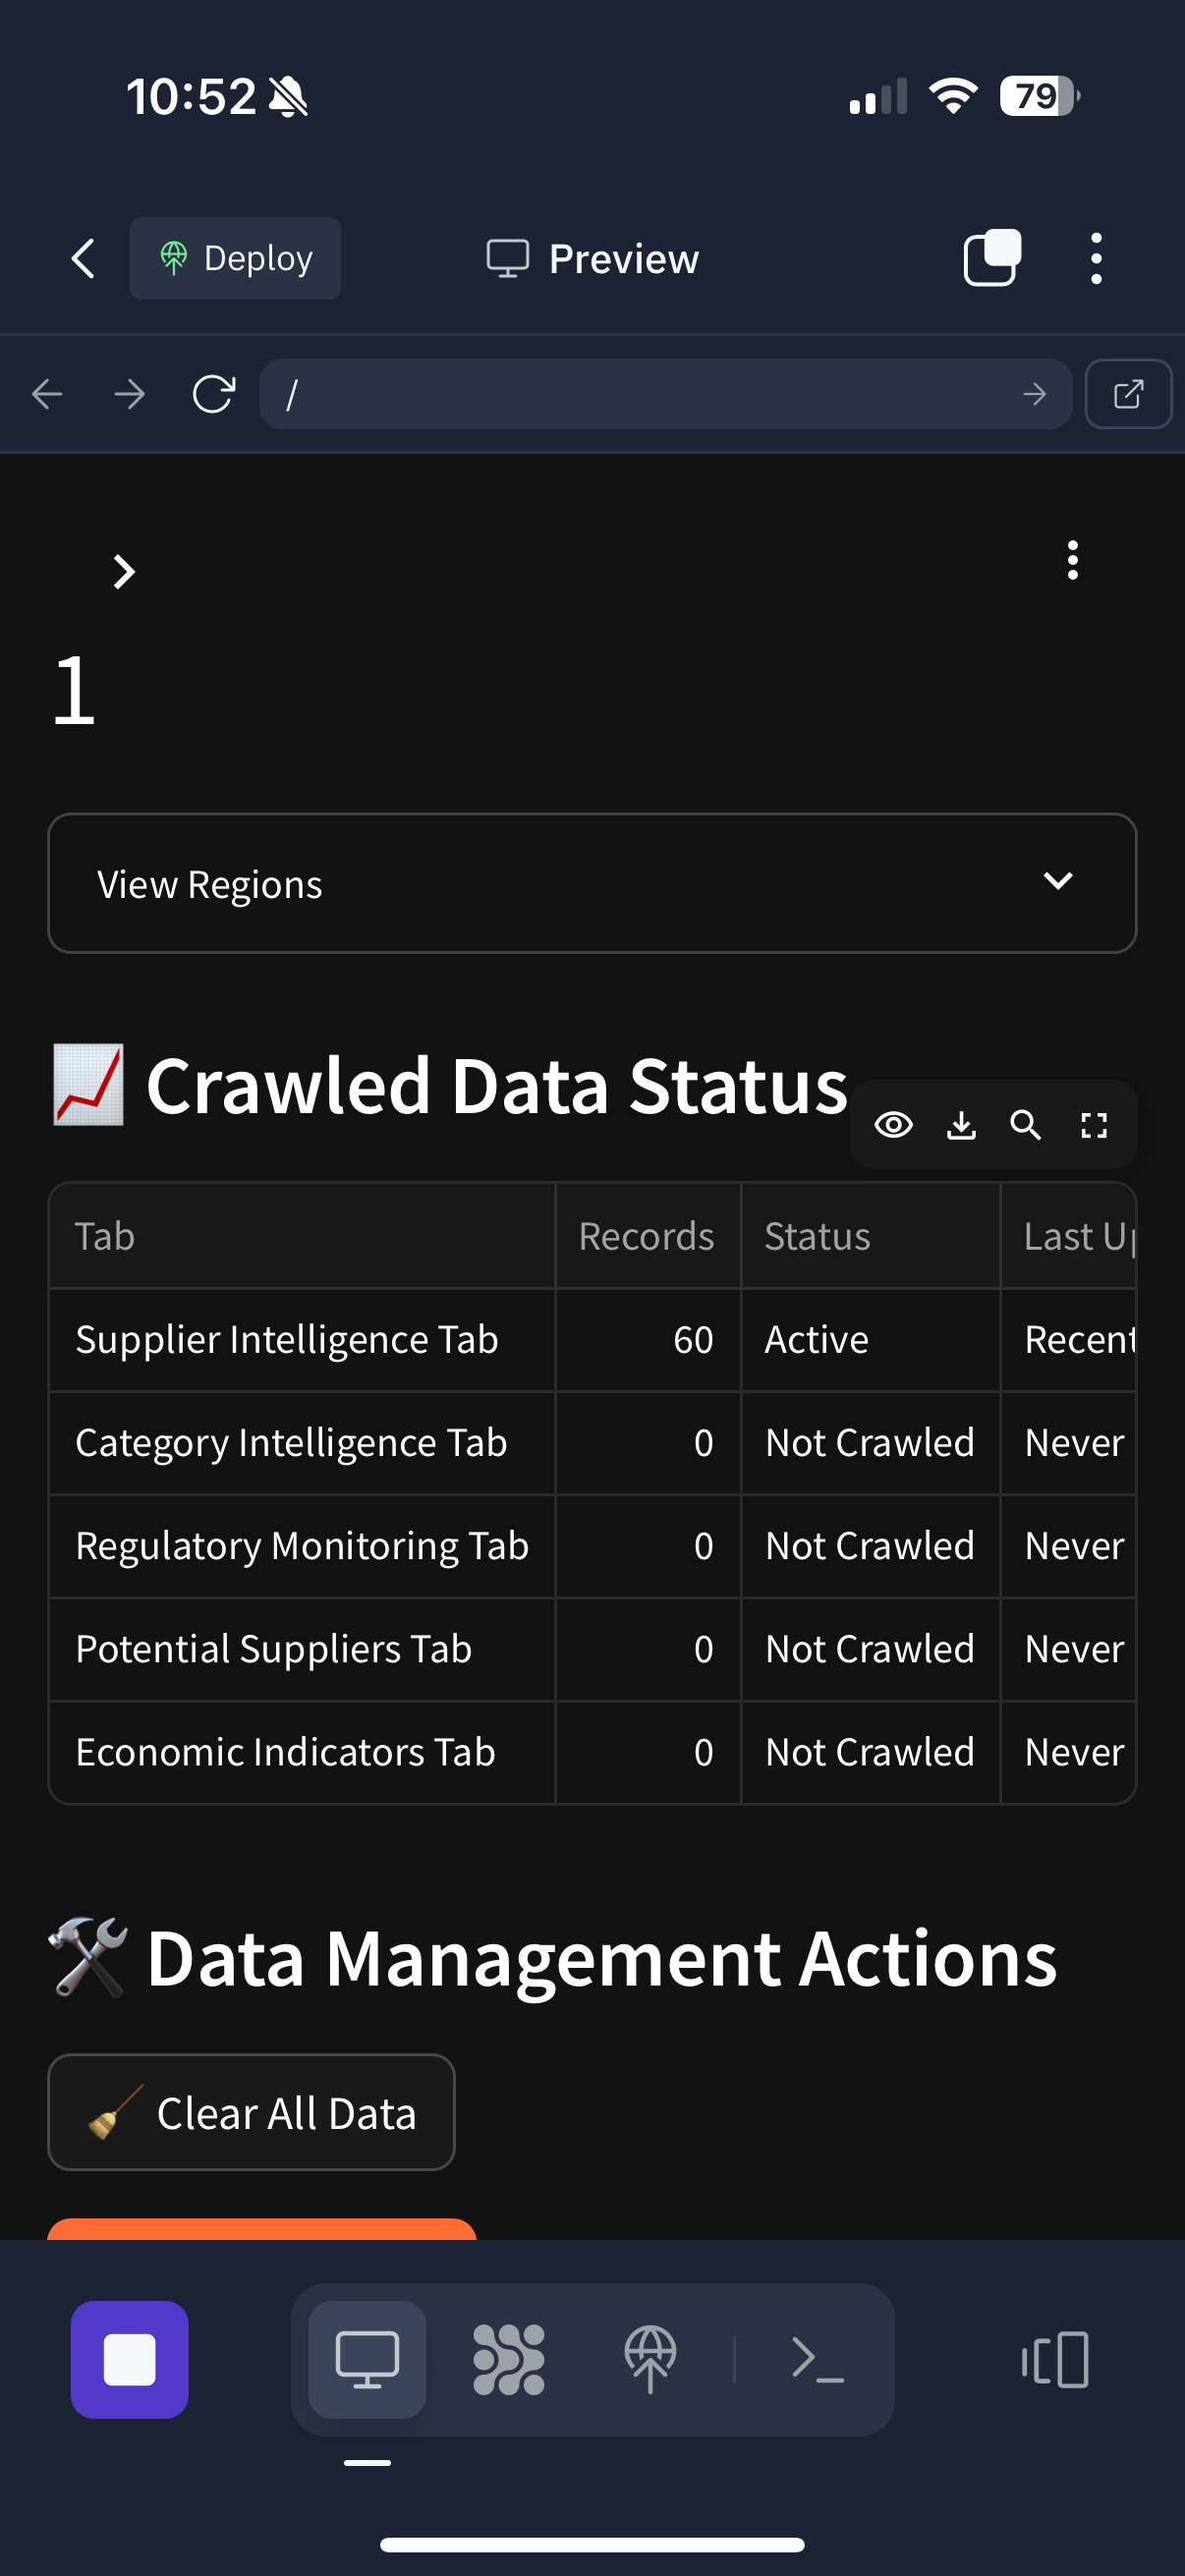 10:52
79
Deploy
Preview
/
1
View Regions
Crawled Data Status
Tab Records Status Last Up
Supplier Intelligence Tab 60 Active Recent
Category Intelligence Tab 0 Not Crawled Never
Regulatory Monitoring Tab 0 Not Crawled Never
Potential Suppliers Tab 0 Not Crawled Never
Economic Indicators Tab 0 Not Crawled Never
Data Management Actions
Clear All Data